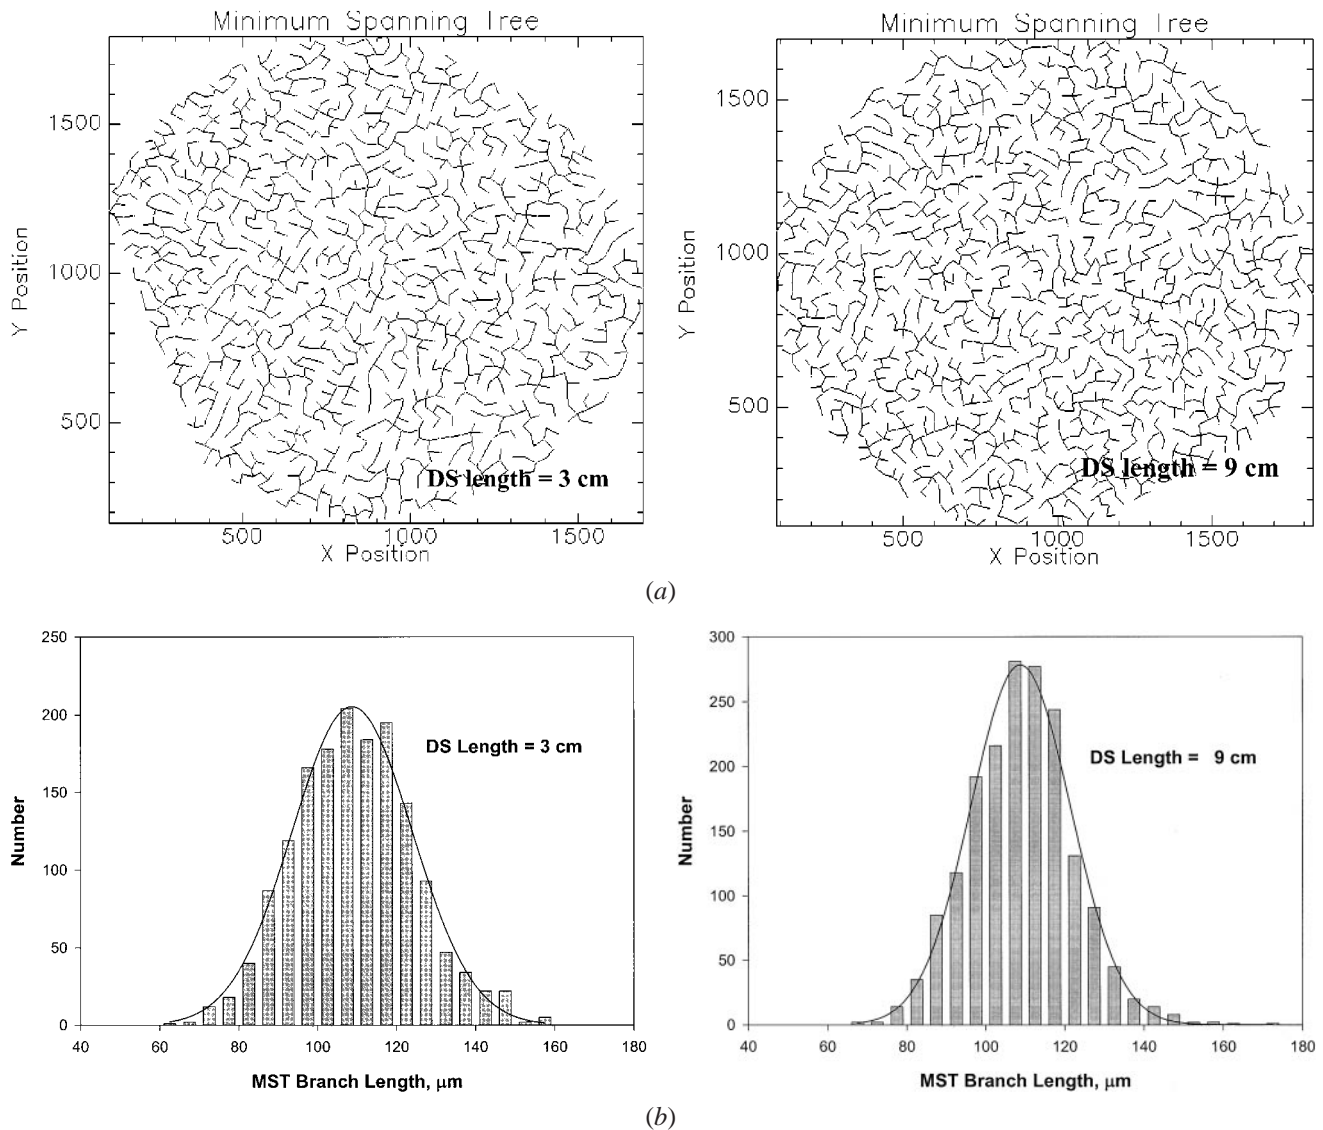 Minimum Spanning Tree
Y Position
1500
1000
500
DS length = 3 cm
500
1000
1500
X Position
Minimum Spanning Tree
Y Position
1500
1000
500
DS length = 9 cm
500
1000
1500
X Position
(a)
Number
250
200
150
100
50
0
DS Length = 3 cm
40 60 80 100 120 140 160 180
MST Branch Length, μm
Number
300
250
200
150
100
50
0
DS Length = 9 cm
40 60 80 100 120 140 160 180
MST Branch Length, μm
(b)